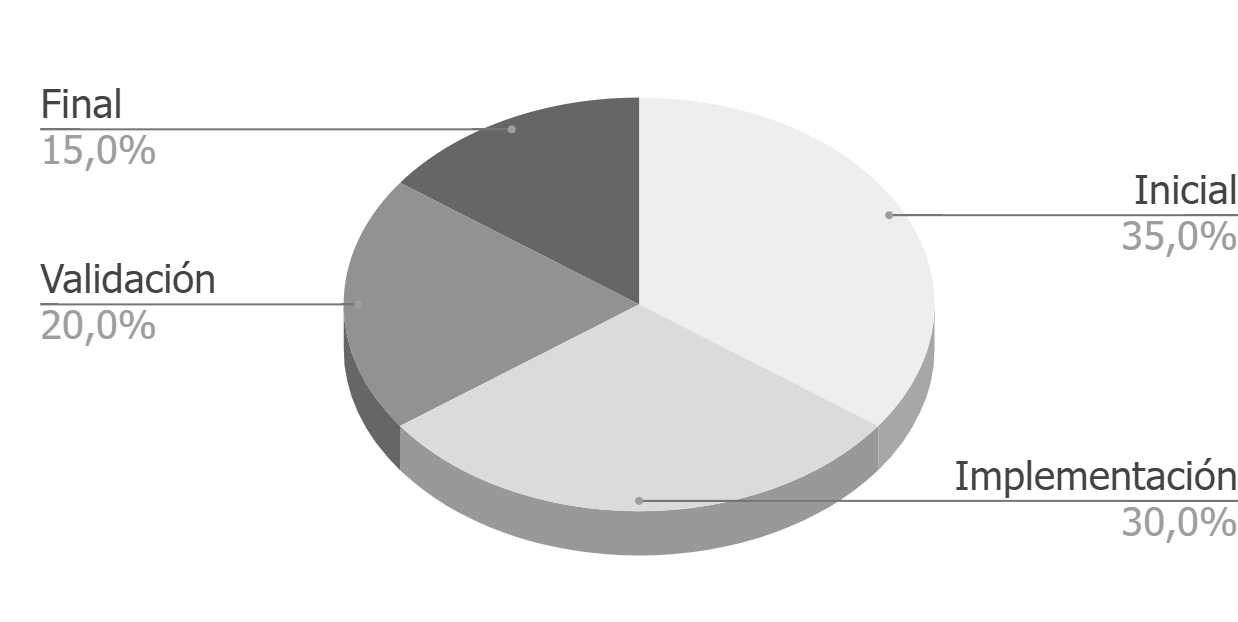 Final
15,0%
Inicial
35,0%
Validación
20,0%
Implementación
30,0%